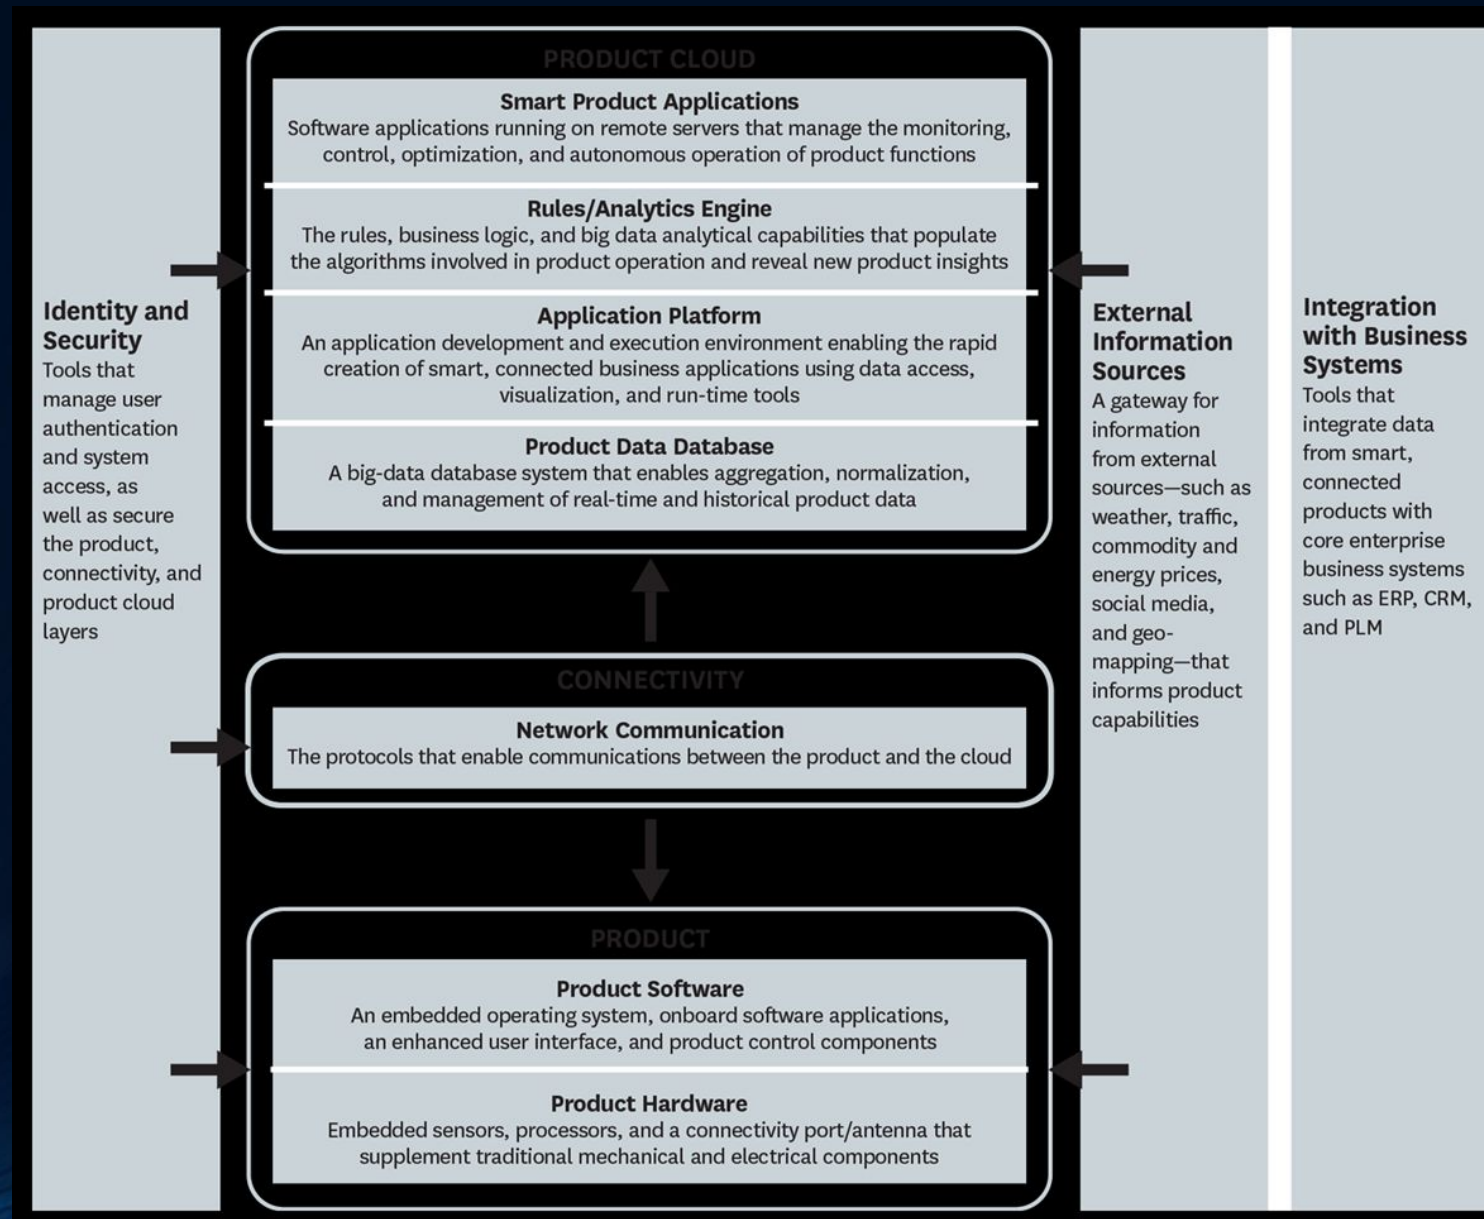 PRODUCT CLOUD
Smart Product Applications
Software applications running on remote servers that manage the monitoring,
control, optimization, and autonomous operation of product functions
Rules/Analytics Engine
The rules, business logic, and big data analytical capabilities that populate
the algorithms involved in product operation and reveal new product insights
Application Platform
An application development and execution environment enabling the rapid
creation of smart, connected business applications using data access,
visualization, and run-time tools
Product Data Database
A big-data database system that enables aggregation, normalization,
and management of real-time and historical product data
Identity and
Security
Tools that
manage user
authentication
and system
access, as
well as secure
the product,
connectivity, and
product cloud
layers
External
Information
Sources
A gateway for
information
from external
sources—such as
weather, traffic,
commodity and
energy prices,
social media,
and geo-
mapping—that
informs product
capabilities
Integration
with Business
Systems
Tools that
integrate data
from smart,
connected
products with
core enterprise
business systems
such as ERP, CRM,
and PLM
CONNECTIVITY
Network Communication
The protocols that enable communications between the product and the cloud
PRODUCT
Product Software
An embedded operating system, onboard software applications,
an enhanced user interface, and product control components
Product Hardware
Embedded sensors, processors, and a connectivity port/antenna that
supplement traditional mechanical and electrical components